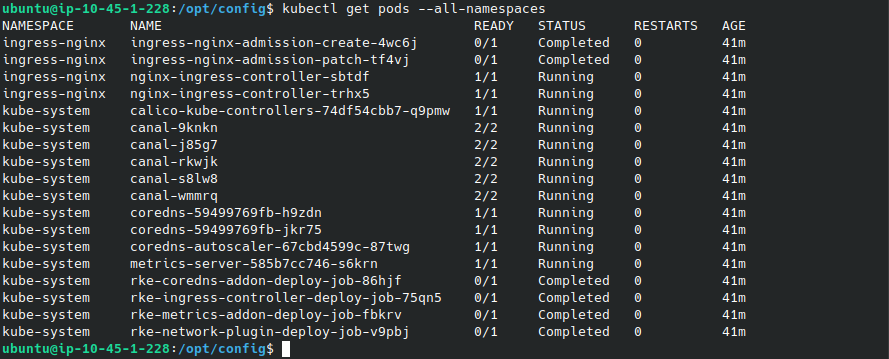 ubuntu@ip-10-45-1-228:/opt/config$ kubectl get pods --all-namespaces
NAMESPACE       NAME                                       READY   STATUS      RESTARTS   AGE
ingress-nginx   ingress-nginx-admission-create-4wc6j       0/1     Completed   0          41m
ingress-nginx   ingress-nginx-admission-patch-tf4vj        0/1     Completed   0          41m
ingress-nginx   nginx-ingress-controller-sbtdf             1/1     Running     0          41m
ingress-nginx   nginx-ingress-controller-trhx5             1/1     Running     0          41m
kube-system     calico-kube-controllers-74df54cbb7-q9pmw   1/1     Running     0          41m
kube-system     canal-9knkn                                2/2     Running     0          41m
kube-system     canal-j85g7                                2/2     Running     0          41m
kube-system     canal-rkwjk                                2/2     Running     0          41m
kube-system     canal-s8lw8                                2/2     Running     0          41m
kube-system     canal-wmmrq                                2/2     Running     0          41m
kube-system     coredns-59499769fb-h9zdn                   1/1     Running     0          41m
kube-system     coredns-59499769fb-jkr75                   1/1     Running     0          41m
kube-system     coredns-autoscaler-67cbd4599c-87twg        1/1     Running     0          41m
kube-system     metrics-server-585b7cc746-s6krn            1/1     Running     0          41m
kube-system     rke-coredns-addon-deploy-job-86hjf         0/1     Completed   0          41m
kube-system     rke-ingress-controller-deploy-job-75qn5    0/1     Completed   0          41m
kube-system     rke-metrics-addon-deploy-job-fbkrv         0/1     Completed   0          41m
kube-system     rke-network-plugin-deploy-job-v9pbj        0/1     Completed   0          41m
ubuntu@ip-10-45-1-228:/opt/config$